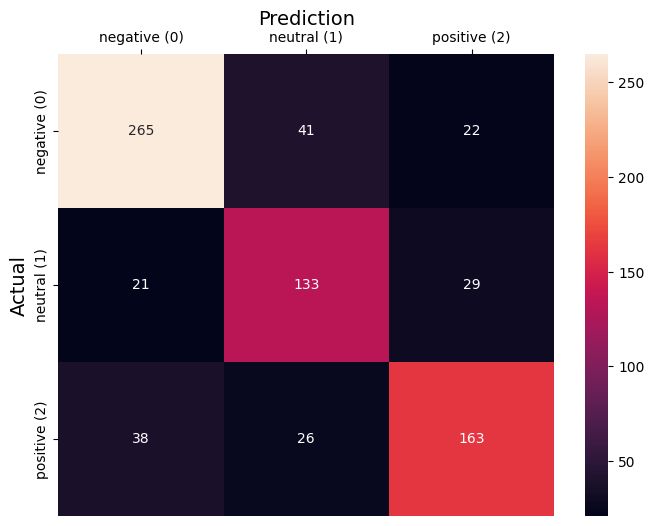 Prediction
negative (0) neutral (1) positive (2)
Actual
negative (0) 265 41 22
neutral (1) 21 133 29
positive (2) 38 26 163
250
200
150
100
50